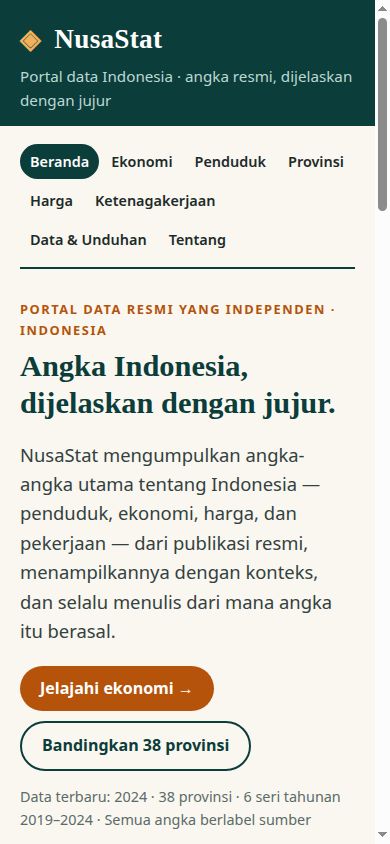 NusaStat
Portal data Indonesia · angka resmi, dijelaskan
dengan jujur
Beranda Ekonomi Penduduk Provinsi
Harga Ketenagakerjaan
Data & Unduhan Tentang
PORTAL DATA RESMI YANG INDEPENDEN ·
INDONESIA
Angka Indonesia,
dijelaskan dengan jujur.
NusaStat mengumpulkan angka-
angka utama tentang Indonesia —
penduduk, ekonomi, harga, dan
pekerjaan — dari publikasi resmi,
menampilkannya dengan konteks,
dan selalu menulis dari mana angka
itu berasal.
Jelajahi ekonomi →
Bandingkan 38 provinsi
Data terbaru: 2024 · 38 provinsi · 6 seri tahunan
2019–2024 · Semua angka berlabel sumber